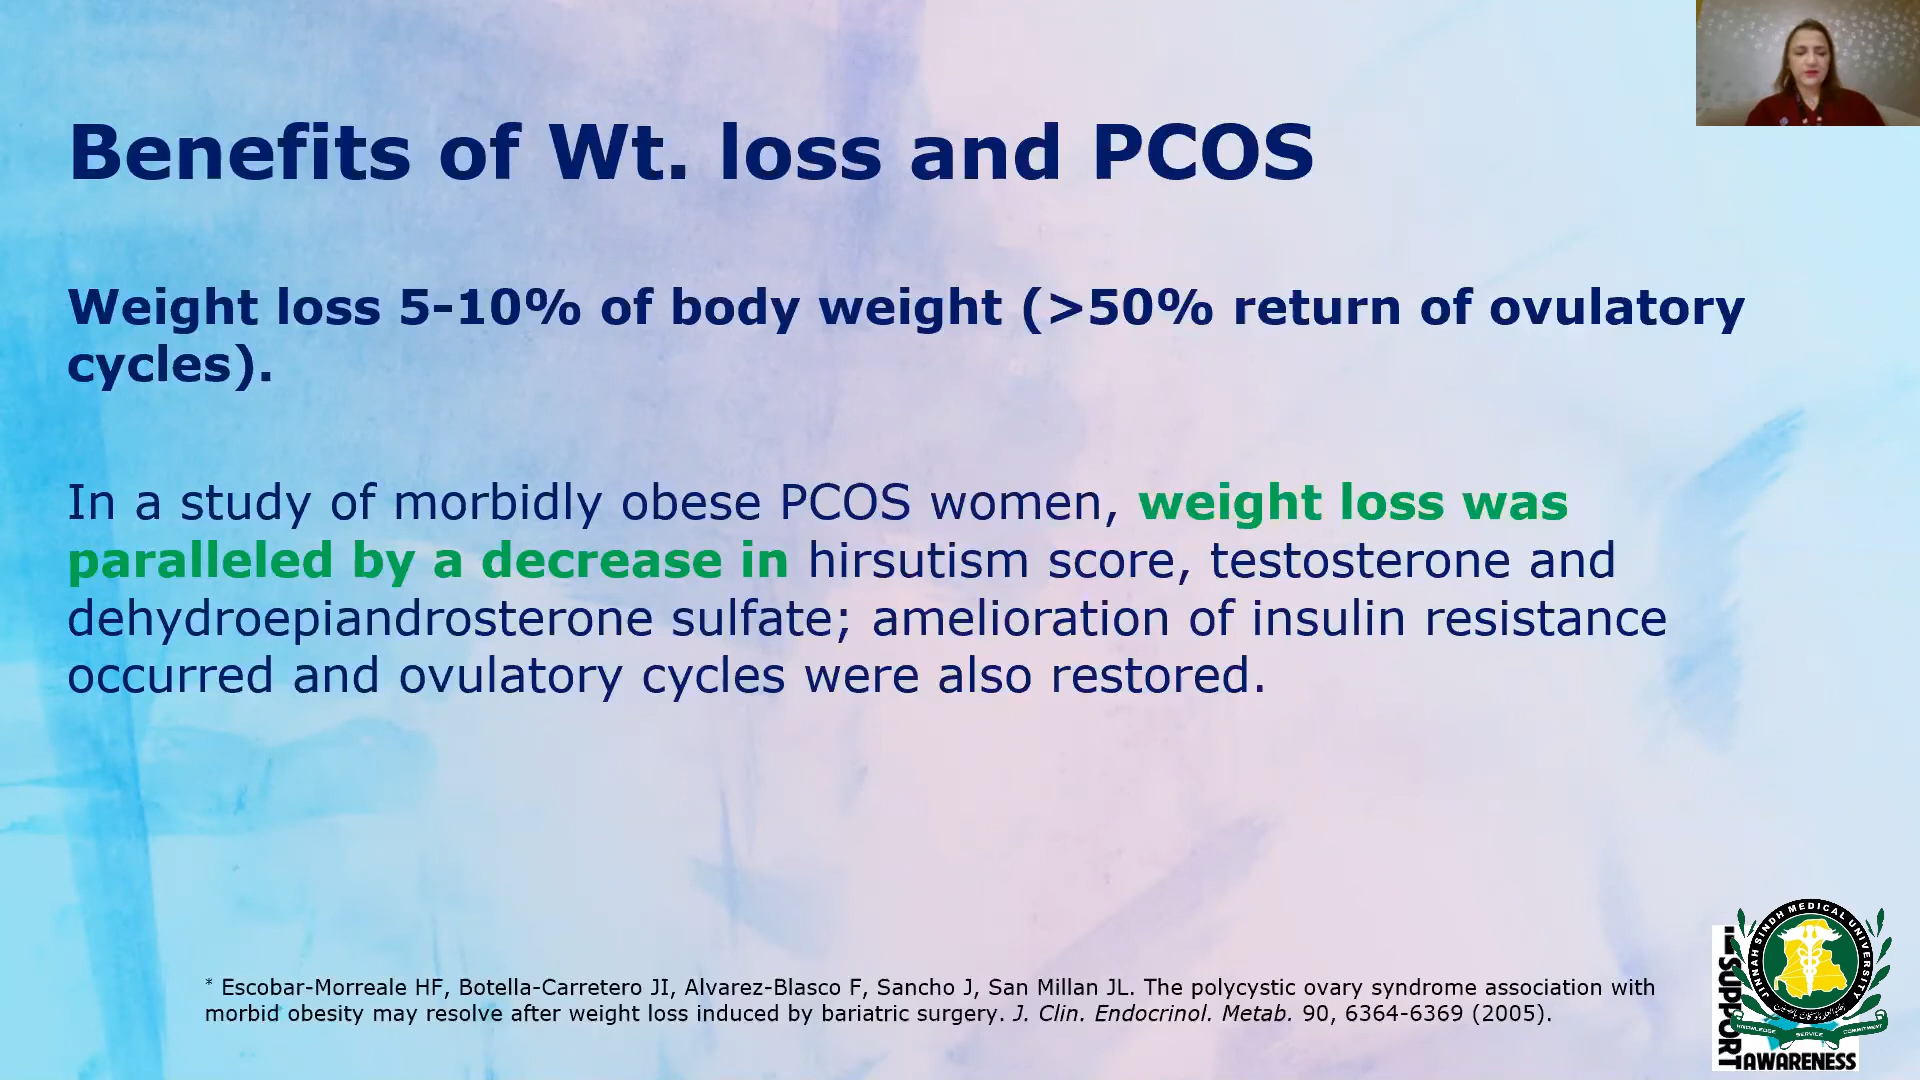 Benefits of Wt. loss and PCOS
Weight loss 5-10% of body weight (>50% return of ovulatory
cycles).
In a study of morbidly obese PCOS women, weight loss was
paralleled by a decrease in hirsutism score, testosterone and
dehydroepiandrosterone sulfate; amelioration of insulin resistance
occurred and ovulatory cycles were also restored.
* Escobar-Morreale HF, Botella-Carretero JI, Alvarez-Blasco F, Sancho J, San Millan JL. The polycystic ovary syndrome association with
morbid obesity may resolve after weight loss induced by bariatric surgery. J. Clin. Endocrinol. Metab. 90, 6364-6369 (2005).
JINNAH SINDH MEDICAL UNIVERSITY
KNOWLEDGE SERVICE COMMITMENT
SUPPORT
AWARENESS